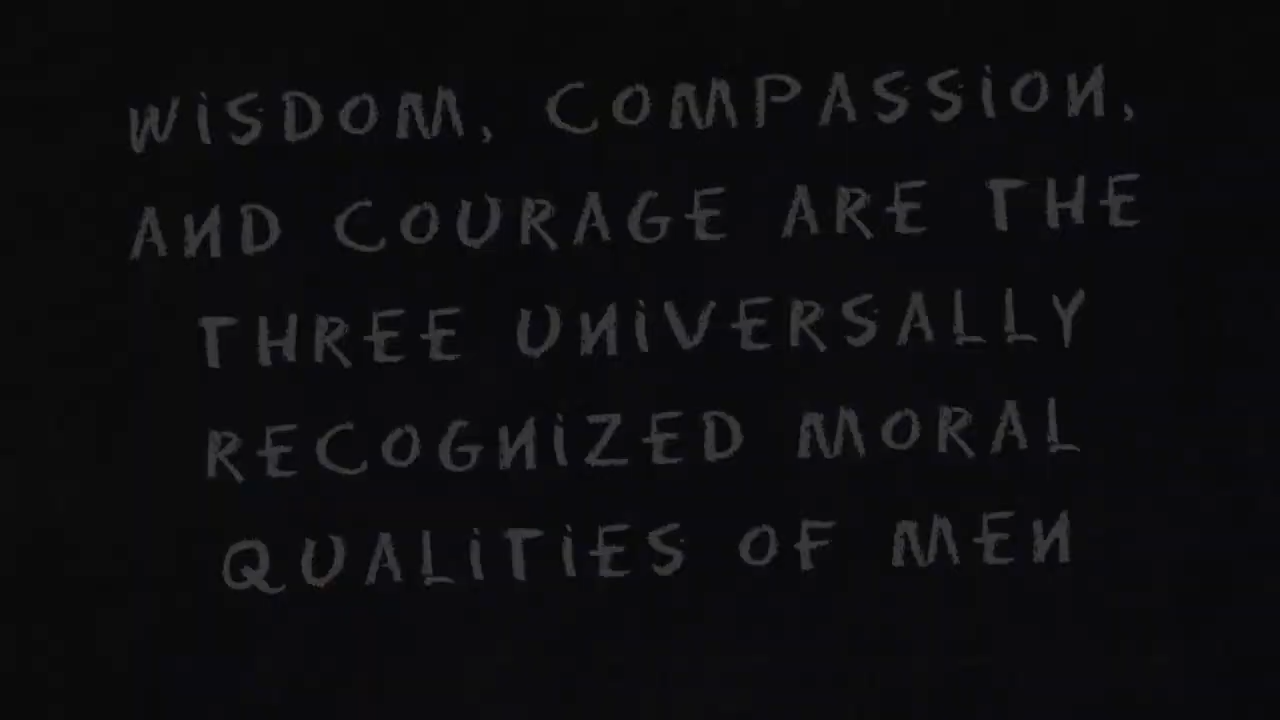 WiSDOM, COMPASSiON,
AND COURAGE ARE THE
THREE UNiVERSALLY
RECOGNiZED MORAL
QUALiTiES OF MEN